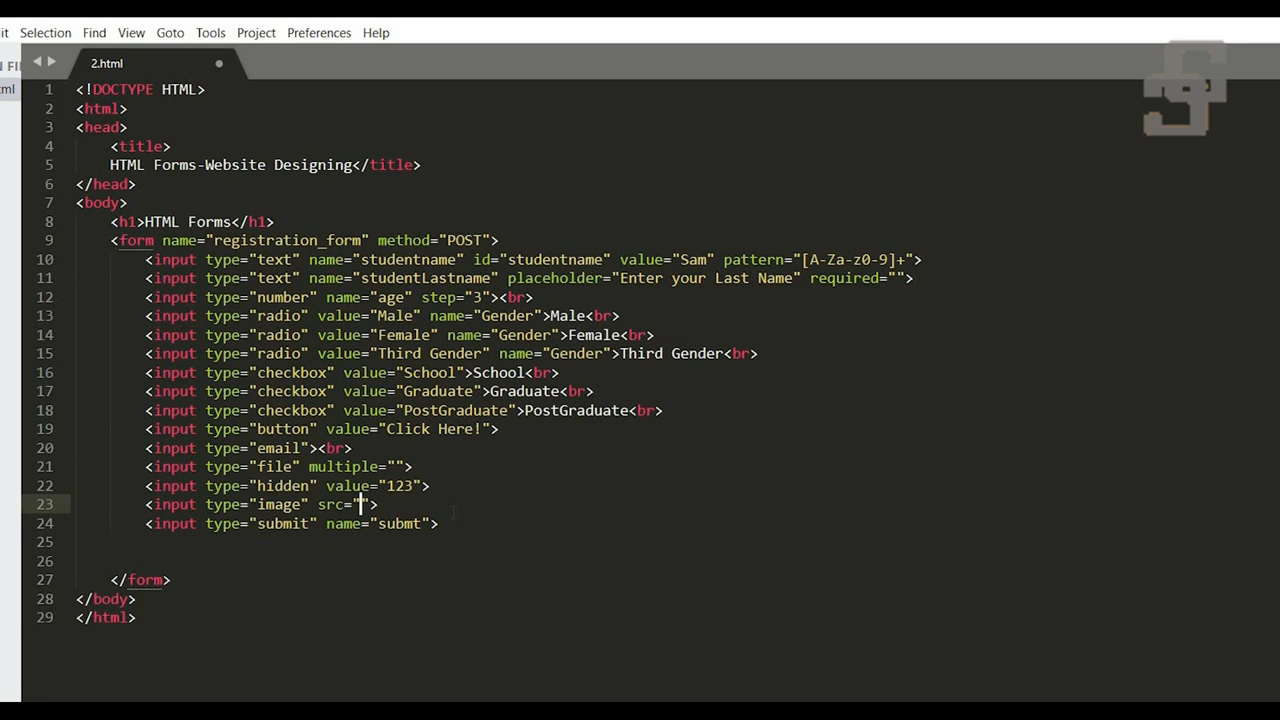 it Selection Find View Goto Tools Project Preferences Help
N FI
2.html
ml
1 <!DOCTYPE HTML>
2 <html>
3 <head>
4 <title>
5 HTML Forms-Website Designing</title>
6 </head>
7 <body>
8 <h1>HTML Forms</h1>
9 <form name="registration_form" method="POST">
10 <input type="text" name="studentname" id="studentname" value="Sam" pattern="[A-Za-z0-9]+">
11 <input type="text" name="studentLastname" placeholder="Enter your Last Name" required="">
12 <input type="number" name="age" step="3"><br>
13 <input type="radio" value="Male" name="Gender">Male<br>
14 <input type="radio" value="Female" name="Gender">Female<br>
15 <input type="radio" value="Third Gender" name="Gender">Third Gender<br>
16 <input type="checkbox" value="School">School<br>
17 <input type="checkbox" value="Graduate">Graduate<br>
18 <input type="checkbox" value="PostGraduate">PostGraduate<br>
19 <input type="button" value="Click Here!">
20 <input type="email"><br>
21 <input type="file" multiple="">
22 <input type="hidden" value="123">
23 <input type="image" src="">
24 <input type="submit" name="submt">
25
26
27 </form>
28 </body>
29 </html>